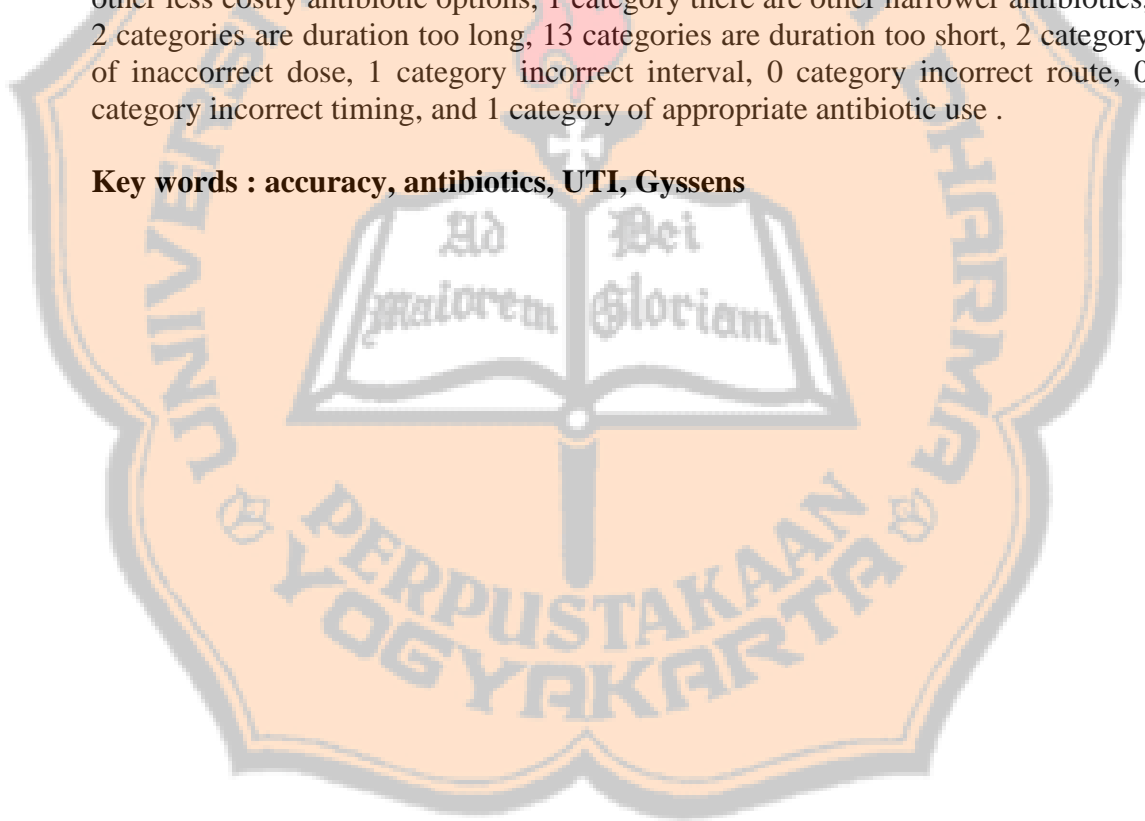 other less costly antibiotic options, 1 category there are other narrower antibiotics,
2 categories are duration too long, 13 categories are duration too short, 2 category
of inaccorrect dose, 1 category incorrect interval, 0 category incorrect route, 0
category incorrect timing, and 1 category of appropriate antibiotic use .
Key words : accuracy, antibiotics, UTI, Gyssens
Ad Dei
Maiorem Gloriam
UNIVERSI DHARMA
PERPUSTAKAAN
YOGYAKARTA